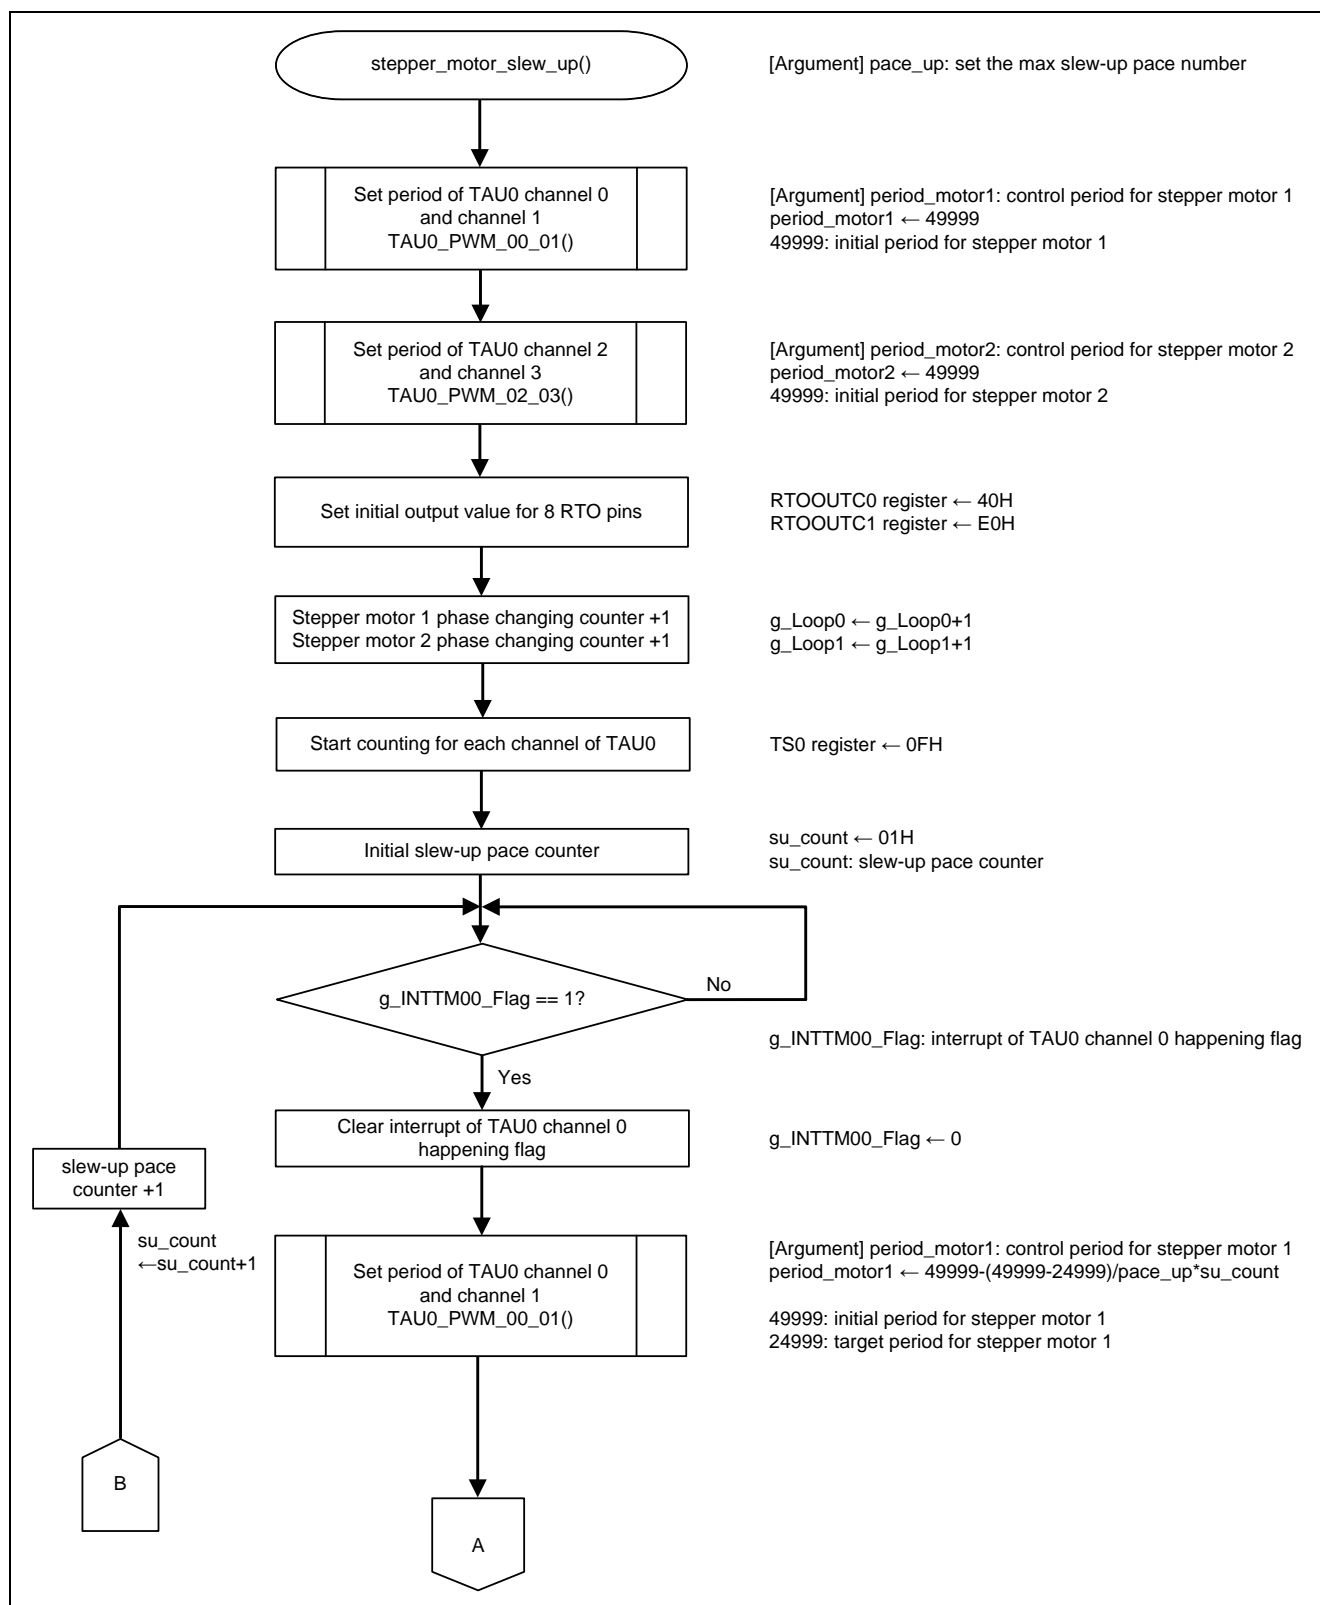 stepper_motor_slew_up()
[Argument] pace_up: set the max slew-up pace number
Set period of TAU0 channel 0
and channel 1
TAU0_PWM_00_01()
[Argument] period_motor1: control period for stepper motor 1
period_motor1 ← 49999
49999: initial period for stepper motor 1
Set period of TAU0 channel 2
and channel 3
TAU0_PWM_02_03()
[Argument] period_motor2: control period for stepper motor 2
period_motor2 ← 49999
49999: initial period for stepper motor 2
Set initial output value for 8 RTO pins
RTOOUTC0 register ← 40H
RTOOUTC1 register ← E0H
Stepper motor 1 phase changing counter +1
Stepper motor 2 phase changing counter +1
g_Loop0 ← g_Loop0+1
g_Loop1 ← g_Loop1+1
Start counting for each channel of TAU0
TS0 register ← 0FH
Initial slew-up pace counter
su_count ← 01H
su_count: slew-up pace counter
g_INTTM00_Flag == 1?
No
g_INTTM00_Flag: interrupt of TAU0 channel 0 happening flag
Yes
Clear interrupt of TAU0 channel 0
happening flag
g_INTTM00_Flag ← 0
slew-up pace
counter +1
su_count
←su_count+1
Set period of TAU0 channel 0
and channel 1
TAU0_PWM_00_01()
[Argument] period_motor1: control period for stepper motor 1
period_motor1 ← 49999-(49999-24999)/pace_up*su_count
49999: initial period for stepper motor 1
24999: target period for stepper motor 1
B
A